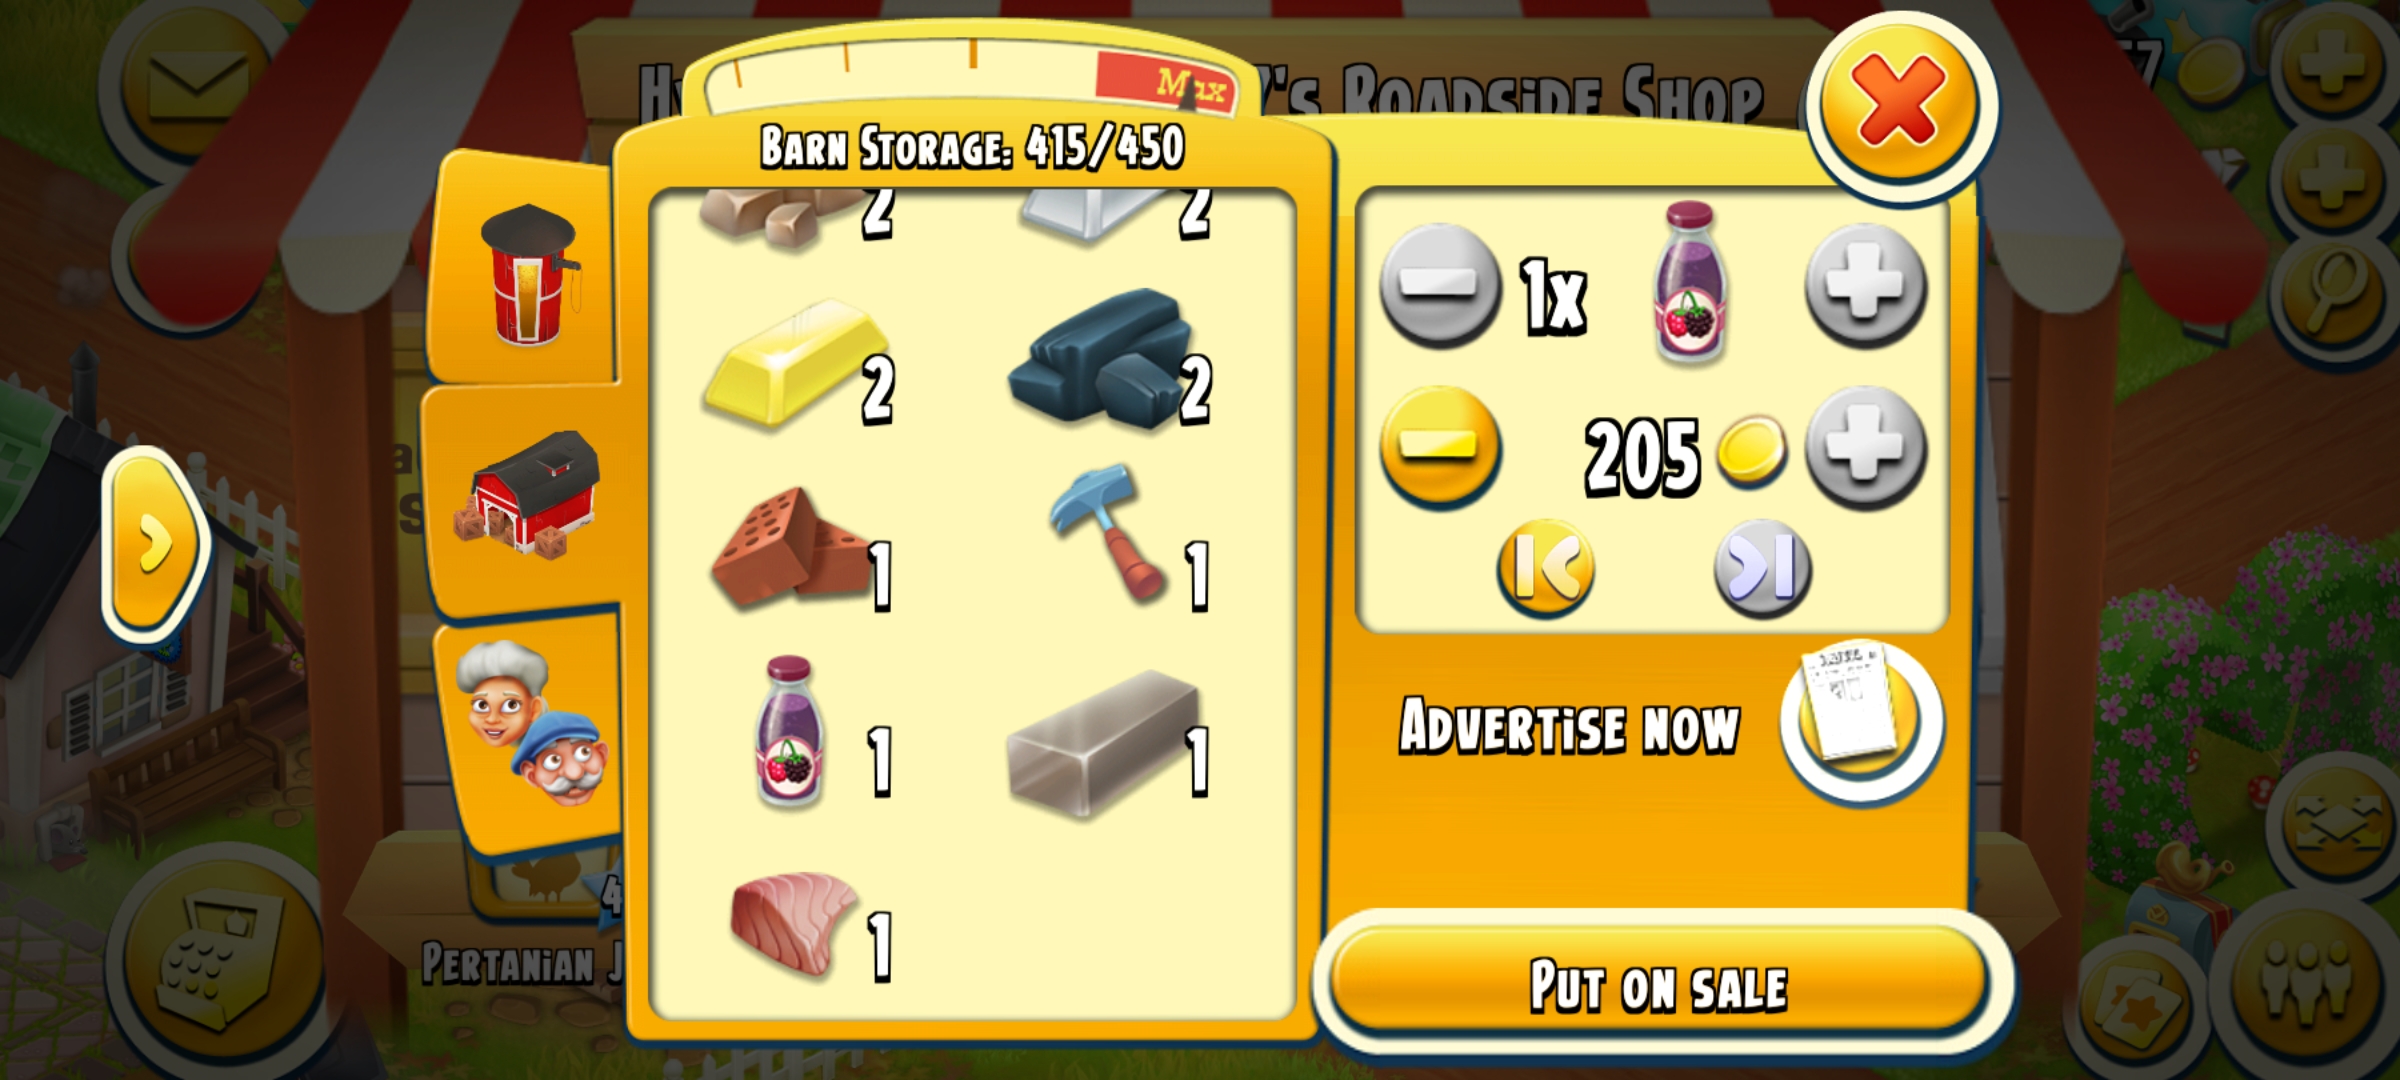 's Roadside Shop
Max
Barn Storage: 415/450
2
2
2
2
1
1
1
1
1
1x
205
Advertise now
Put on sale
Pertanian